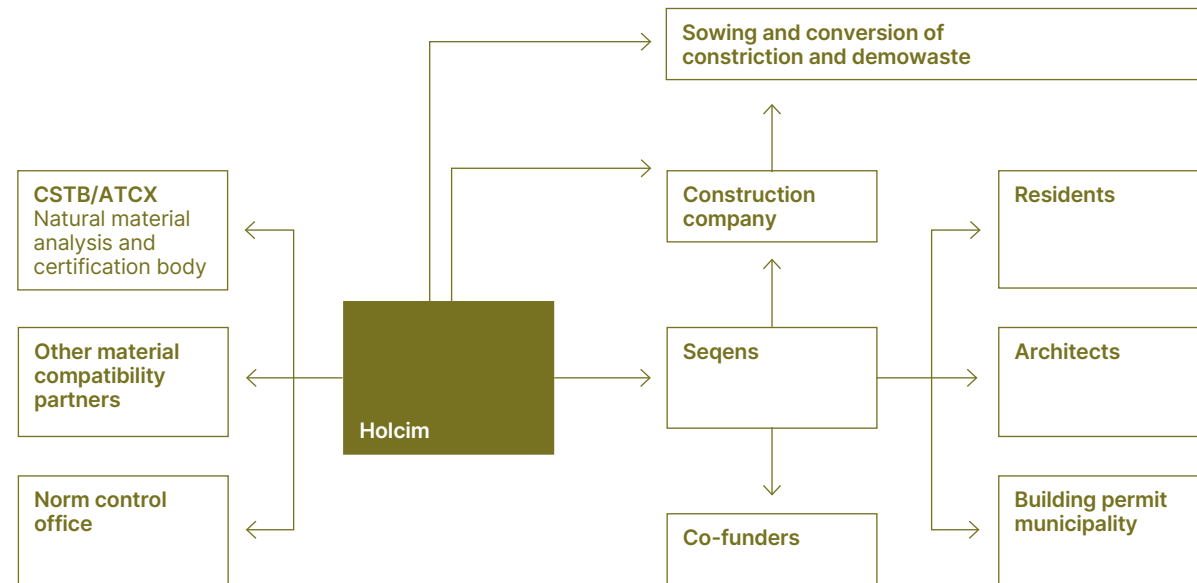 Sowing and conversion of
constriction and demowaste
CSTB/ATCX
Natural material
analysis and
certification body
Construction
company
Residents
Other material
compatibility
partners
Holcim
Seqens
Architects
Norm control
office
Co-funders
Building permit
municipality